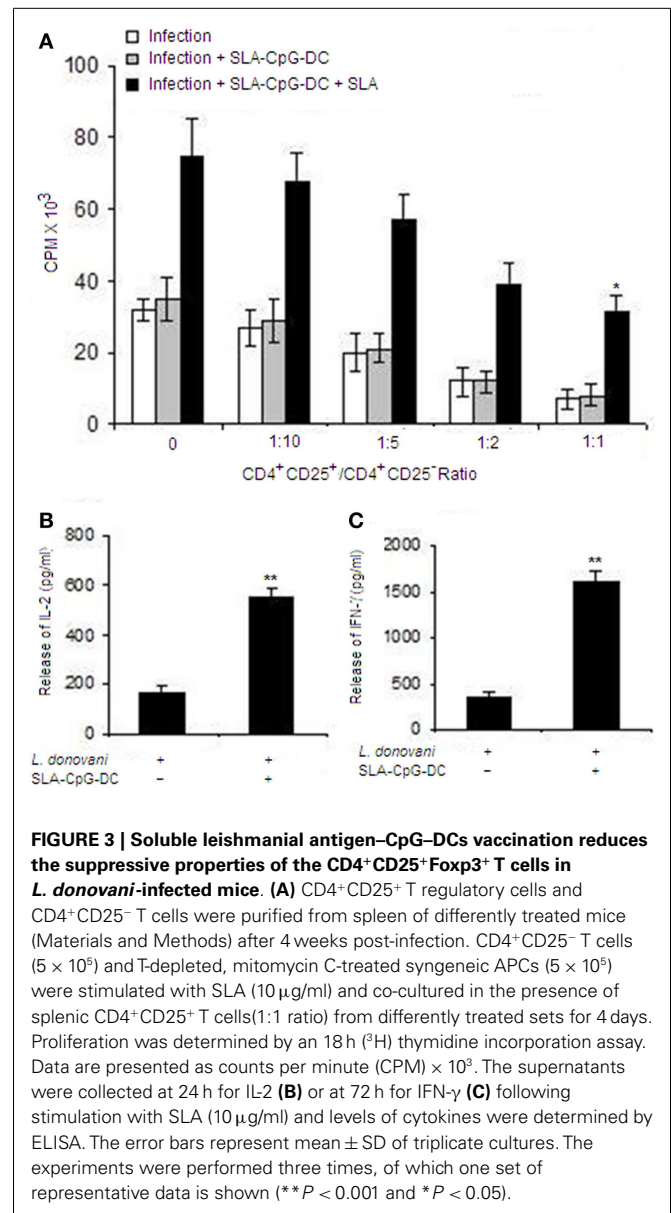 A
Infection
Infection + SLA-CpG-DC
Infection + SLA-CpG-DC + SLA
100
80
60
40
20
0
CPM X 10³
*
0 1:10 1:5 1:2 1:1
CD4⁺CD25⁺/CD4⁺CD25⁻Ratio
B
800
600
400
200
0
Release of IL-2 (pg/ml)
**
L. donovani + +
SLA-CpG-DC − +
C
2000
1500
1000
500
0
Release of IFN-γ (pg/ml)
**
L. donovani + +
SLA-CpG-DC − +
FIGURE 3 | Soluble leishmanial antigen–CpG–DCs vaccination reduces
the suppressive properties of the CD4⁺CD25⁺Foxp3⁺ T cells in
L. donovani-infected mice. (A) CD4⁺CD25⁺ T regulatory cells and
CD4⁺CD25⁻ T cells were purified from spleen of differently treated mice
(Materials and Methods) after 4 weeks post-infection. CD4⁺CD25⁻ T cells
(5 × 10⁵) and T-depleted, mitomycin C-treated syngeneic APCs (5 × 10⁵)
were stimulated with SLA (10 μg/ml) and co-cultured in the presence of
splenic CD4⁺CD25⁺ T cells(1:1 ratio) from differently treated sets for 4 days.
Proliferation was determined by an 18 h (³H) thymidine incorporation assay.
Data are presented as counts per minute (CPM) × 10³. The supernatants
were collected at 24 h for IL-2 (B) or at 72 h for IFN-γ (C) following
stimulation with SLA (10 μg/ml) and levels of cytokines were determined by
ELISA. The error bars represent mean ± SD of triplicate cultures. The
experiments were performed three times, of which one set of
representative data is shown (**P < 0.001 and *P < 0.05).